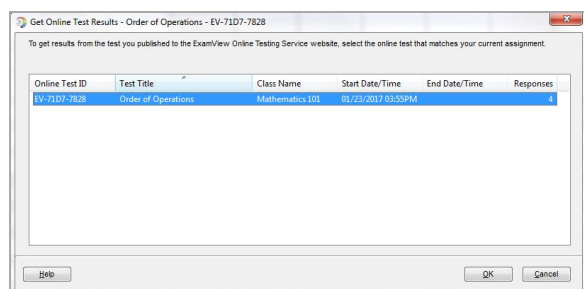 Get Online Test Results - Order of Operations - EV-71D7-7828
To get results from the test you published to the ExamView Online Testing Service website, select the online test that matches your current assignment.
Online Test ID Test Title Class Name Start Date/Time End Date/Time Responses
EV-71D7-7828 Order of Operations Mathematics 101 01/23/2017 03:55PM 4
Help OK Cancel